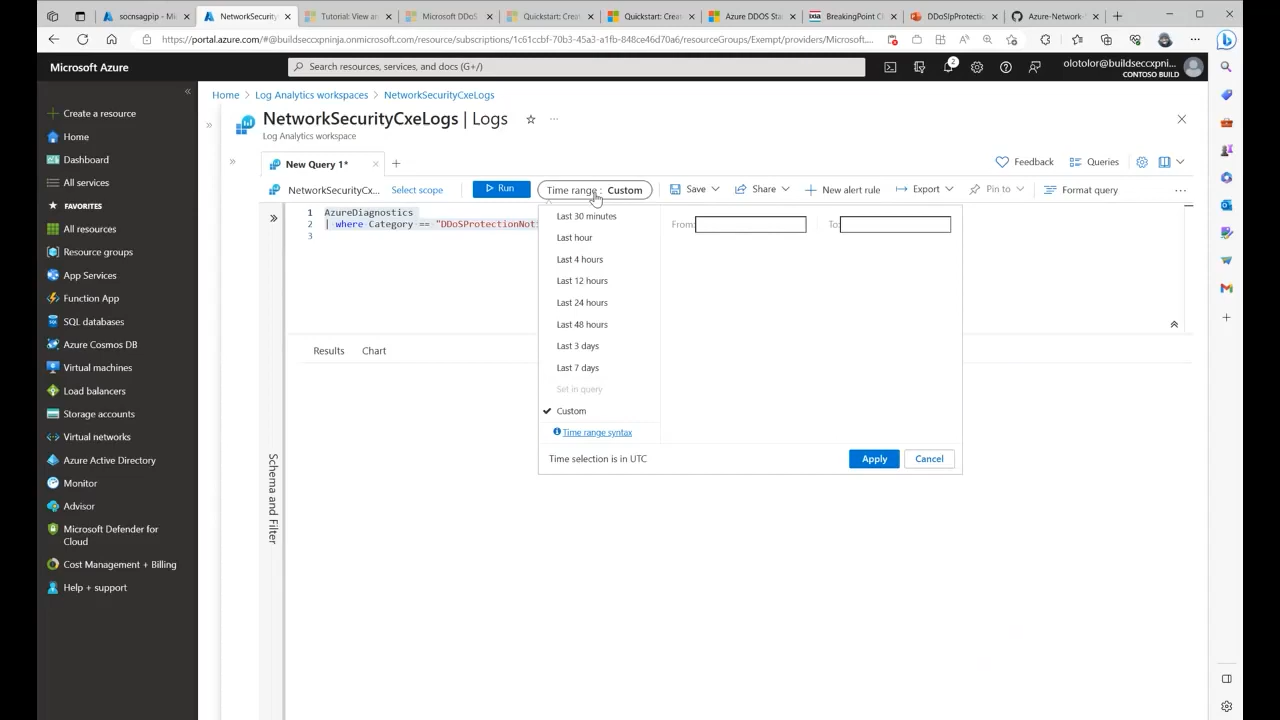 socnsagpip - Mic
NetworkSecurity
Tutorial: View an
Microsoft DDoS
Quickstart: Creat
Quickstart: Creat
Azure DDOS Sta
BreakingPoint C
DDoSIpProtectio
Azure-Network-
https://portal.azure.com/#@buildseccxpninja.onmicrosoft.com/resource/subscriptions/1c61ccbf-70b3-45a3-a1fb-848ce46d70a6/resourceGroups/Exempt/providers/Microsoft....
Microsoft Azure
Search resources, services, and docs (G+/)
2
olotolor@buildseccxpni...
CONTOSO BUILD
Create a resource
Home
Dashboard
All services
FAVORITES
All resources
Resource groups
App Services
Function App
SQL databases
Azure Cosmos DB
Virtual machines
Load balancers
Storage accounts
Virtual networks
Azure Active Directory
Monitor
Advisor
Microsoft Defender for
Cloud
Cost Management + Billing
Help + support
Home > Log Analytics workspaces > NetworkSecurityCxeLogs
NetworkSecurityCxeLogs | Logs
Log Analytics workspace
New Query 1*
Feedback
Queries
NetworkSecurityCx...
Select scope
Run
Time range : Custom
Save
Share
New alert rule
Export
Pin to
Format query
1 AzureDiagnostics
2 | where Category == "DDoSProtectionNoti
3
Last 30 minutes
Last hour
Last 4 hours
Last 12 hours
Last 24 hours
Last 48 hours
Last 3 days
Last 7 days
Set in query
Custom
Time range syntax
From:
To:
Time selection is in UTC
Apply
Cancel
Results
Chart
Schema and Filter